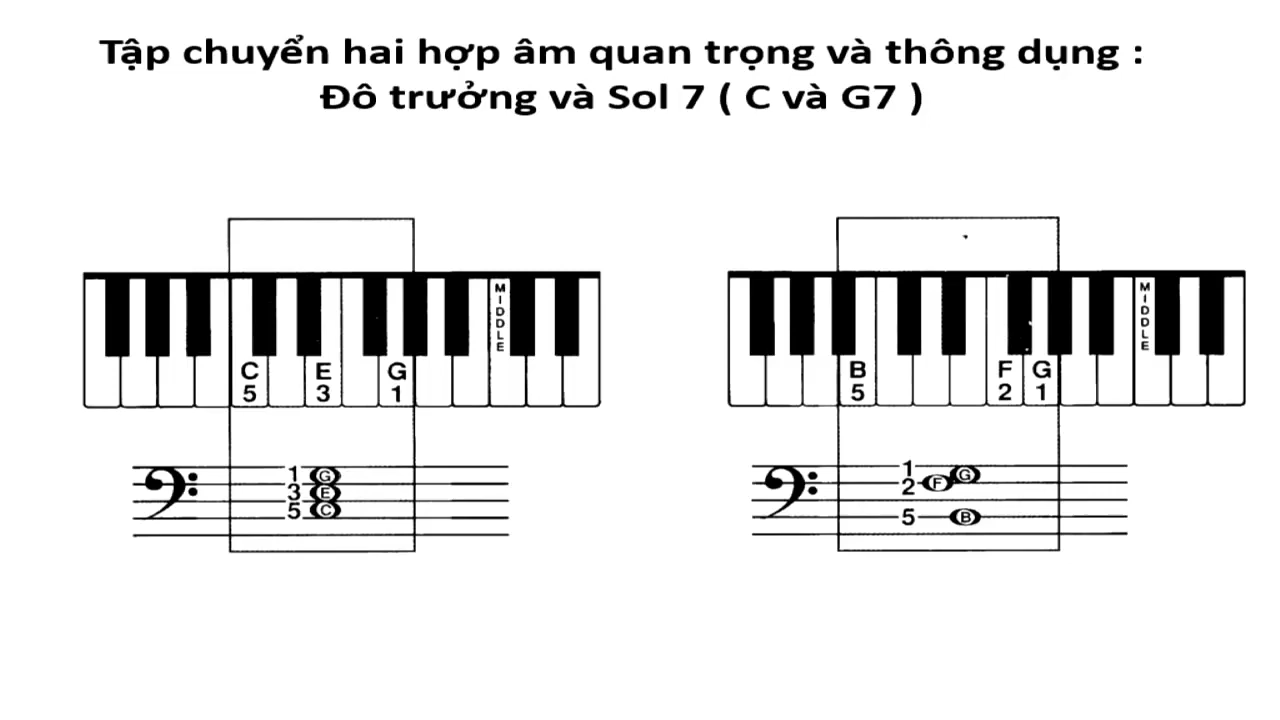 Tập chuyển hai hợp âm quan trọng và thông dụng :
Đô trưởng và Sol 7 ( C và G7 )
MIDDLE
C E G
5 3 1
MIDDLE
B F G
5 2 1
1 G
3 E
5 C
1 G
2 F
5 B